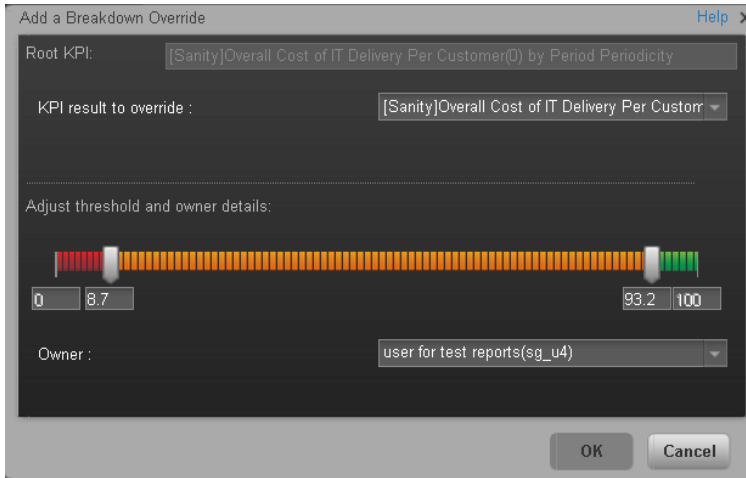 Add a Breakdown Override
Help
Root KPI:
[Sanity]Overall Cost of IT Delivery Per Customer(0) by Period Periodicity
KPI result to override :
[Sanity]Overall Cost of IT Delivery Per Custom
Adjust threshold and owner details:
0 8.7 93.2 100
Owner :
user for test reports(sg_u4)
OK Cancel